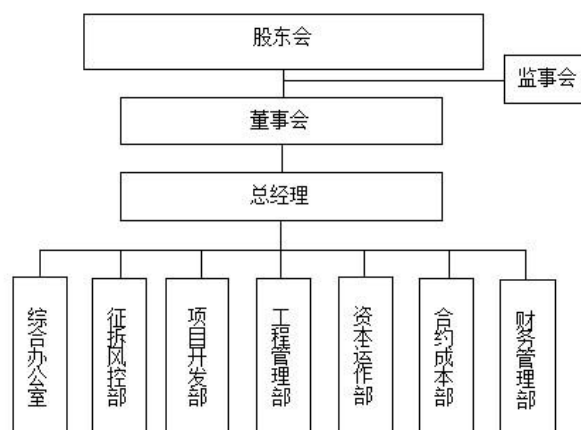 股东会
监事会
董事会
总经理
综合办公室
征拆风控部
项目开发部
工程管理部
资本运作部
合约成本部
财务管理部